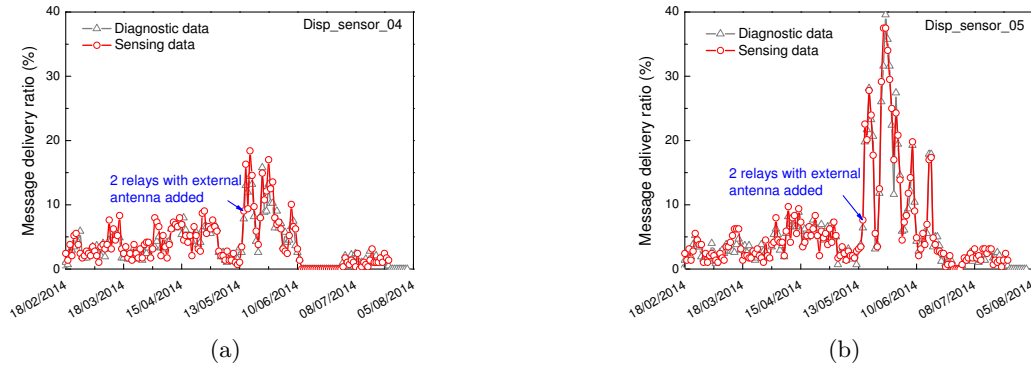 Disp_sensor_04
Diagnostic data
Sensing data
Message delivery ratio (%)
40
30
20
10
0
2 relays with external
antenna added
18/02/2014
18/03/2014
15/04/2014
13/05/2014
10/06/2014
08/07/2014
05/08/2014
(a)
Disp_sensor_05
Diagnostic data
Sensing data
Message delivery ratio (%)
40
30
20
10
0
2 relays with external
antenna added
18/02/2014
18/03/2014
15/04/2014
13/05/2014
10/06/2014
08/07/2014
05/08/2014
(b)